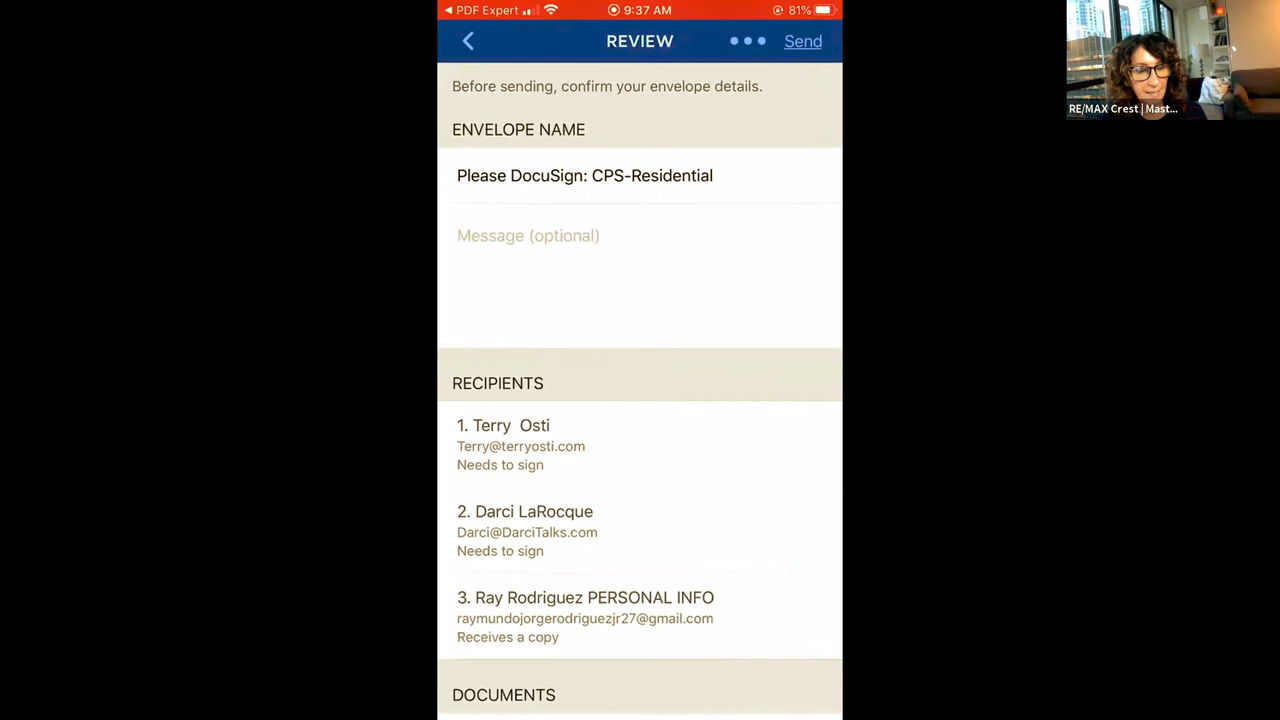 ◄ PDF Expert 9:37 AM 81%
REVIEW ••• Send
Before sending, confirm your envelope details.
ENVELOPE NAME
Please DocuSign: CPS-Residential
Message (optional)
RECIPIENTS
1. Terry Osti
Terry@terryosti.com
Needs to sign
2. Darci LaRocque
Darci@DarciTalks.com
Needs to sign
3. Ray Rodriguez PERSONAL INFO
raymundojorgerodriguezjr27@gmail.com
Receives a copy
DOCUMENTS
RE/MAX Crest | Mast...